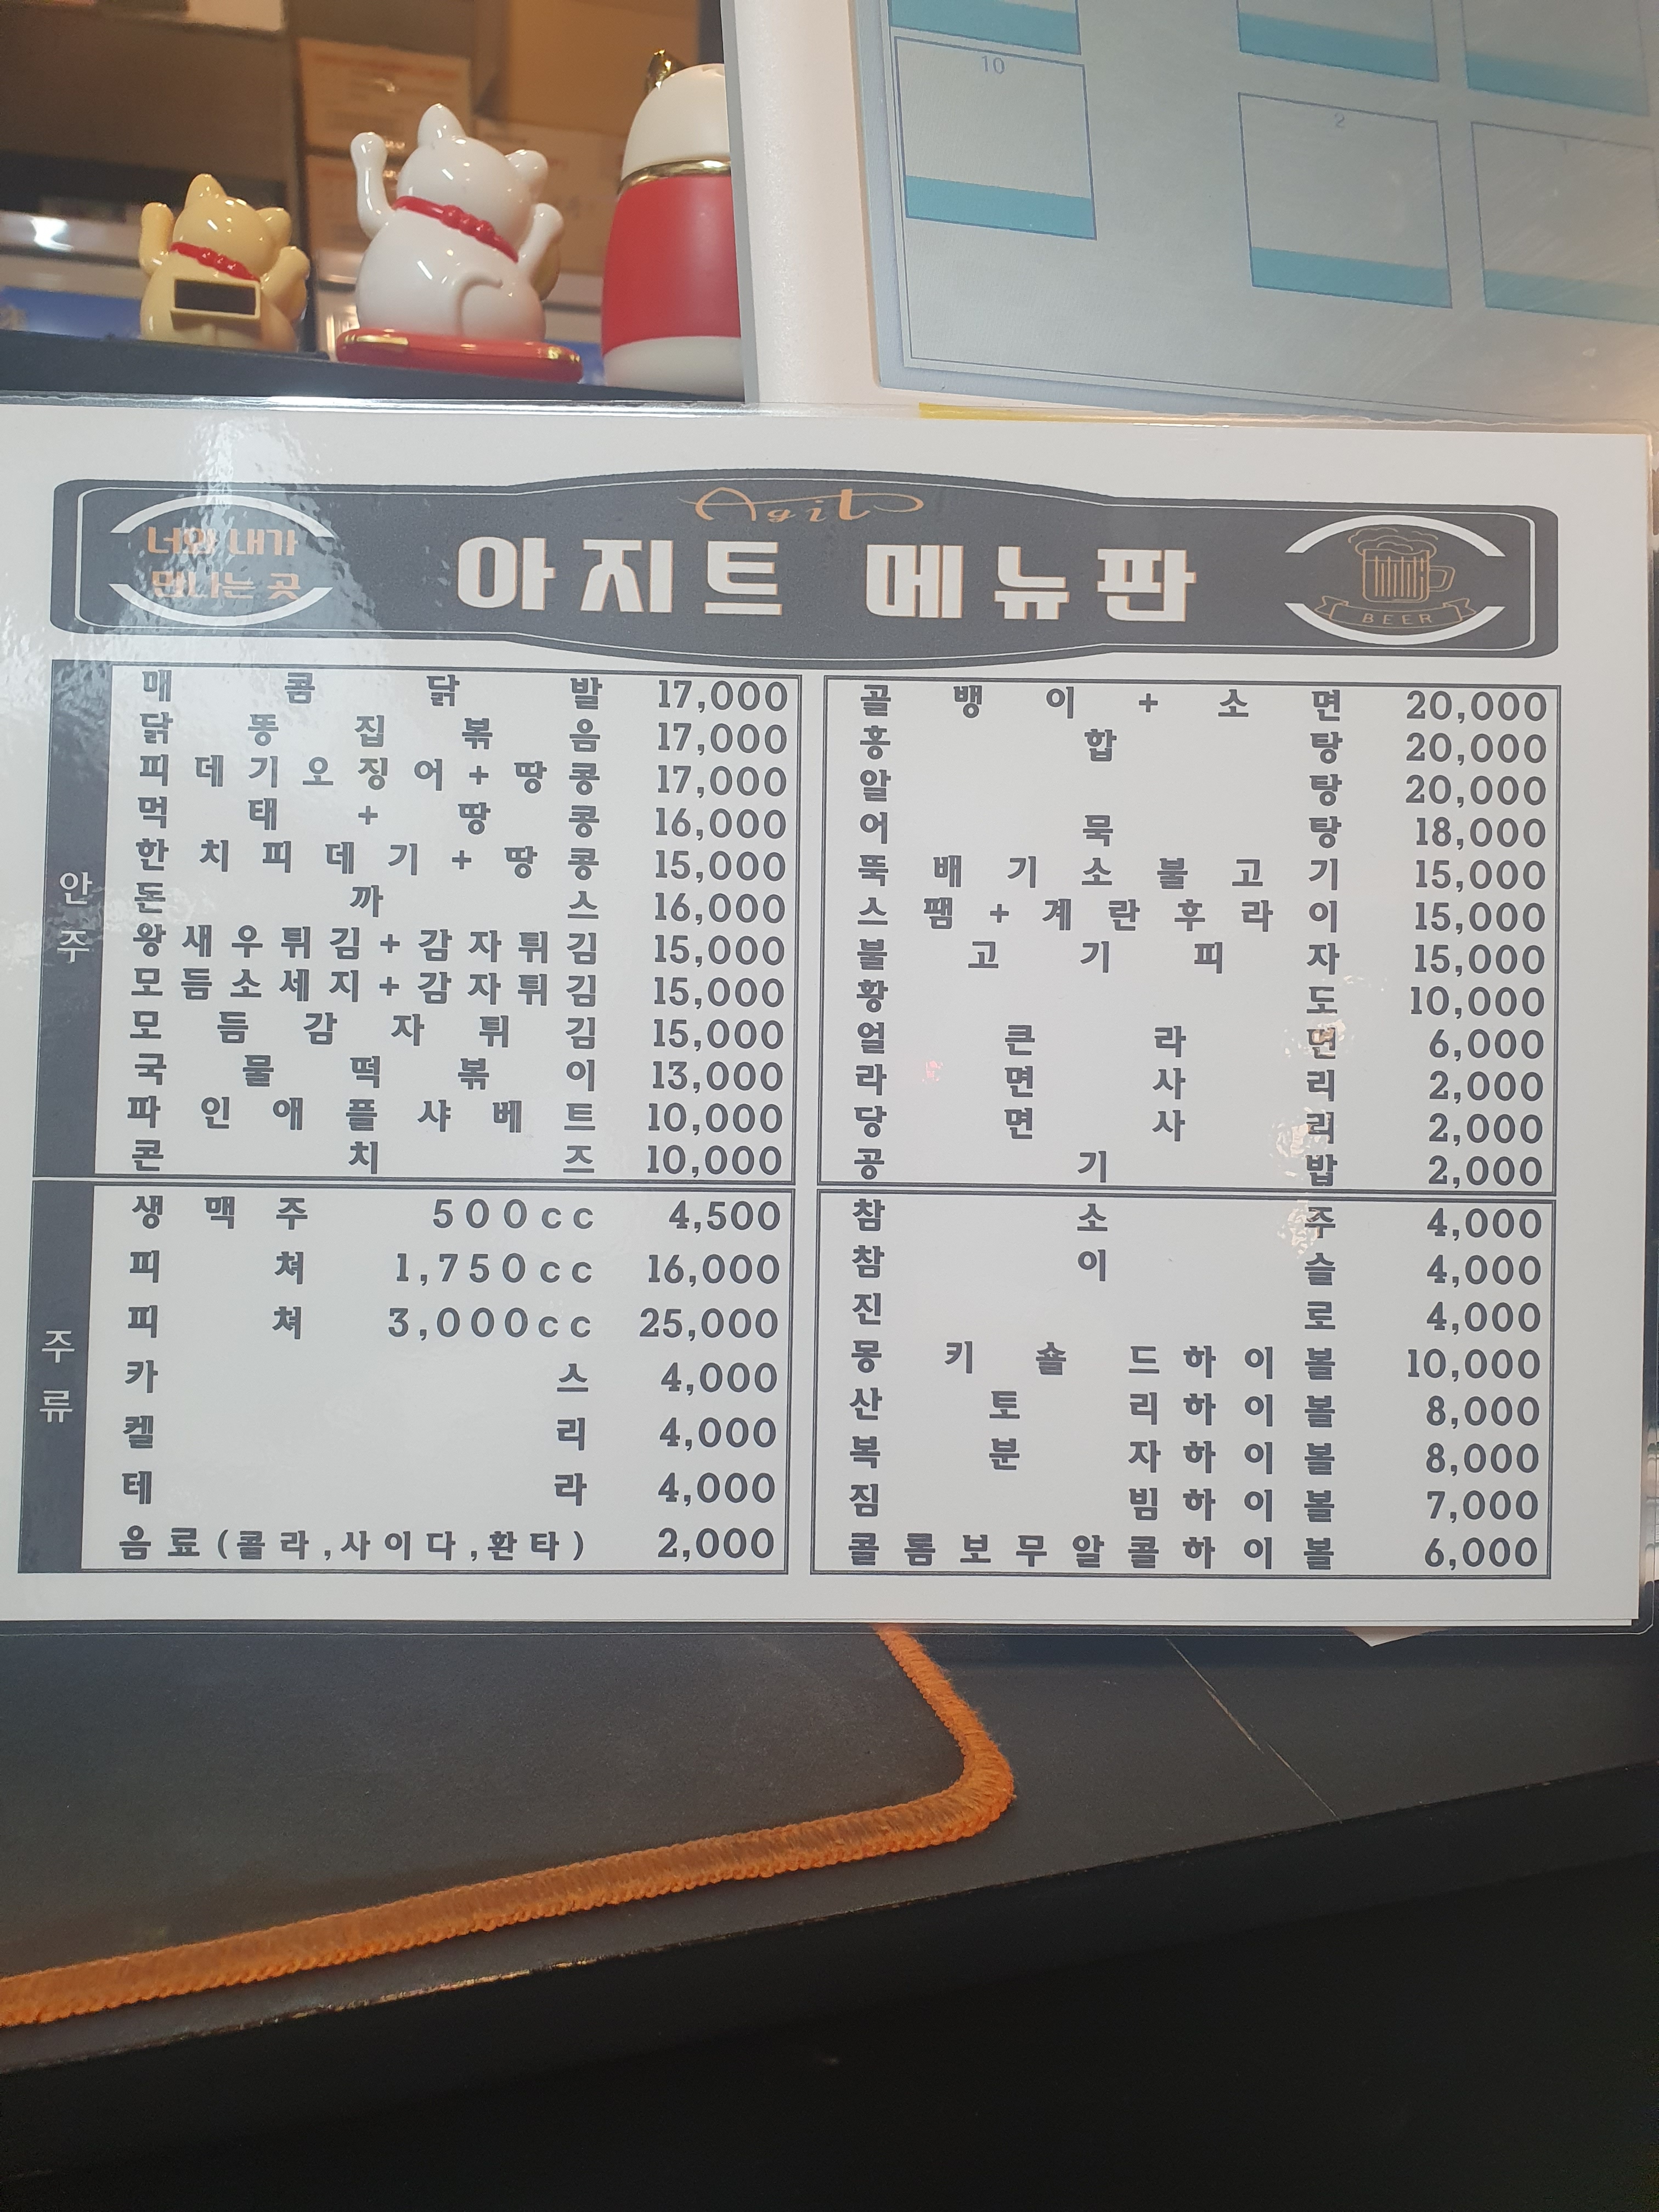 10
2
1
Agit
너와 내가
만나는 곳
아지트 메뉴판
BEER
안주
매콤닭발 17,000
닭똥집볶음 17,000
피데기오징어+땅콩 17,000
먹태+땅콩 16,000
한치피데기+땅콩 15,000
돈까스 16,000
왕새우튀김+감자튀김 15,000
모듬소세지+감자튀김 15,000
모듬감자튀김 15,000
국물떡볶이 13,000
파인애플샤베트 10,000
콘치즈 10,000
골뱅이+소면 20,000
홍합탕 20,000
알탕 20,000
어묵탕 18,000
뚝배기소불고기 15,000
스팸+계란후라이 15,000
불고기피자 15,000
황도 10,000
얼큰라면 6,000
라면사리 2,000
당면사리 2,000
공기밥 2,000
주류
생맥주 500cc 4,500
피쳐 1,750cc 16,000
피쳐 3,000cc 25,000
카스 4,000
켈리 4,000
테라 4,000
음료(콜라,사이다,환타) 2,000
참소주 4,000
참이슬 4,000
진로 4,000
몽키숄드하이볼 10,000
산토리하이볼 8,000
복분자하이볼 8,000
짐빔하이볼 7,000
콜롬보무알콜하이볼 6,000